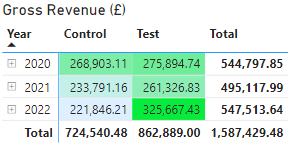 Gross Revenue (£)
Year Control Test Total
2020 268,903.11 275,894.74 544,797.85
2021 233,791.16 261,326.83 495,117.99
2022 221,846.21 325,667.43 547,513.64
Total 724,540.48 862,889.00 1,587,429.48